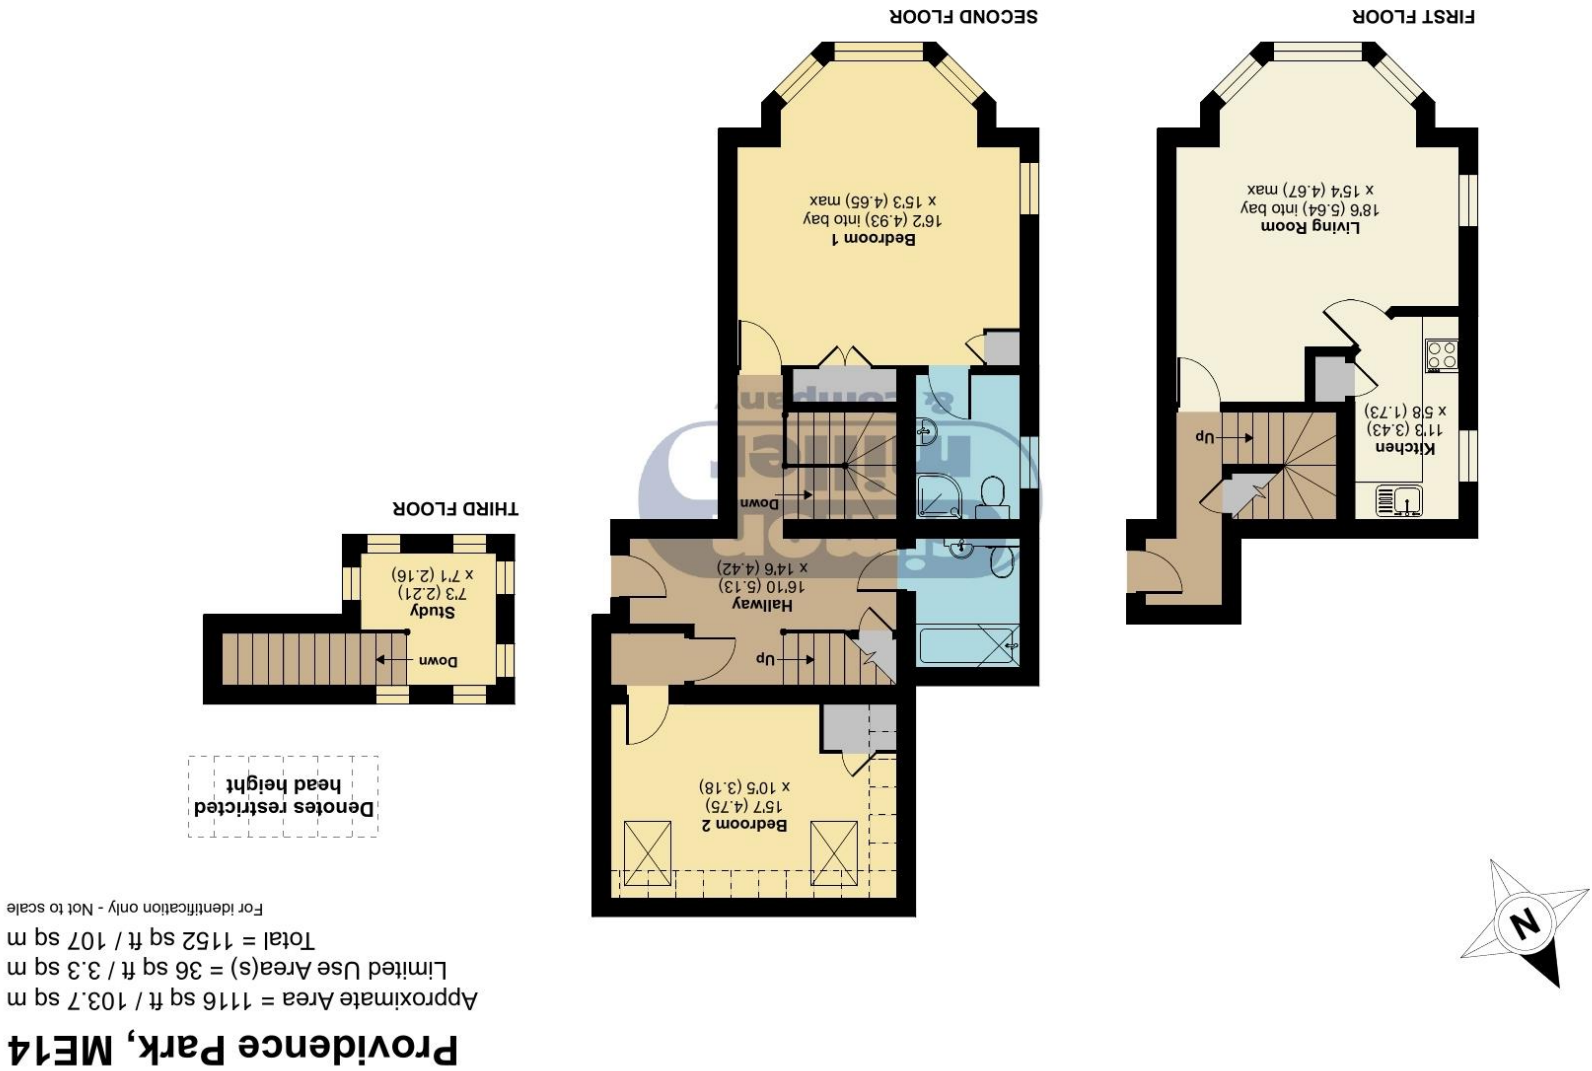 Providence Park, ME14
Approximate Area = 1116 sq ft / 103.7 sq m
Limited Use Area(s) = 36 sq ft / 3.3 sq m
Total = 1152 sq ft / 107 sq m
For identification only - Not to scale
N
Denotes restricted
head height
Bedroom 2
15'7 (4.75)
x 10'5 (3.18)
Down
Study
7'3 (2.21)
x 7'1 (2.16)
THIRD FLOOR
Up
Hallway
16'10 (5.13)
x 14'6 (4.42)
Down
simon
miller
& company
Bedroom 1
16'2 (4.93) into bay
x 15'3 (4.65) max
SECOND FLOOR
Kitchen
11'3 (3.43)
x 5'8 (1.73)
Up
Living Room
18'6 (5.64) into bay
x 15'4 (4.67) max
FIRST FLOOR